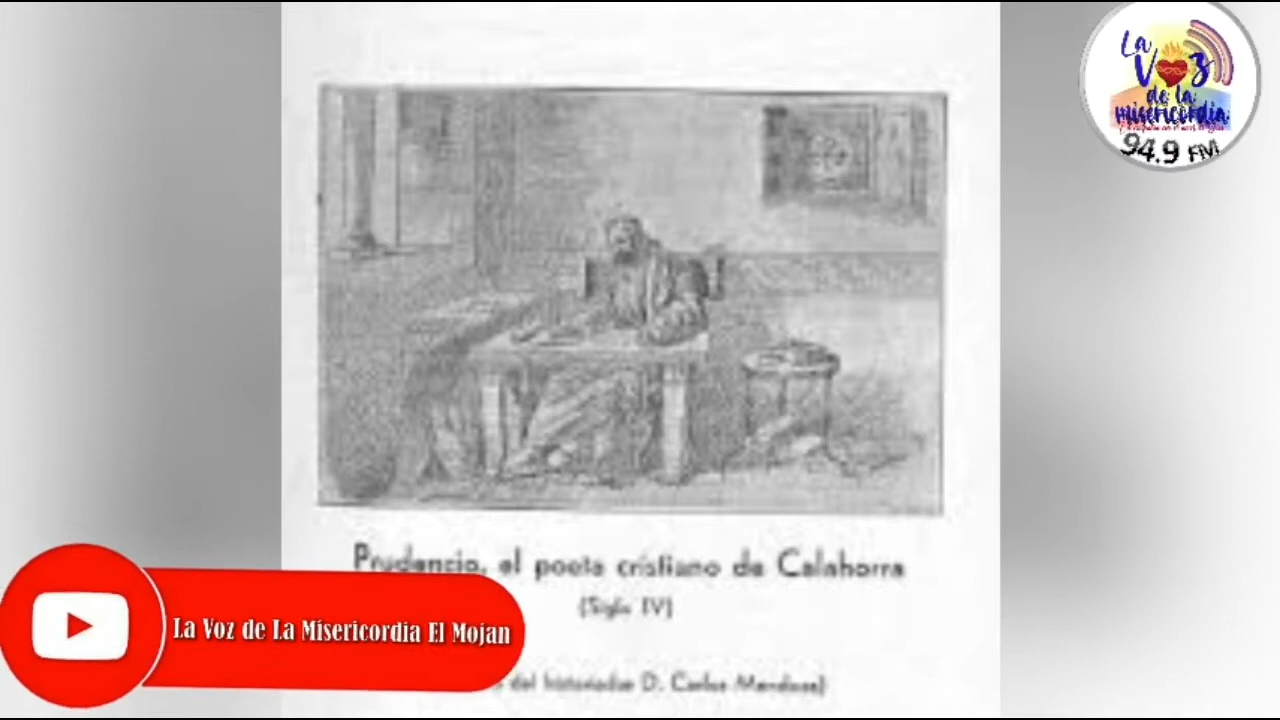 La
Voz
de la
misericordia
94.9 FM
Prudencio, el poeta cristiano de Calahorra
(Siglo IV)
La Voz de La Misericordia El Mojan
del historiador D. Carlos Mendoza)